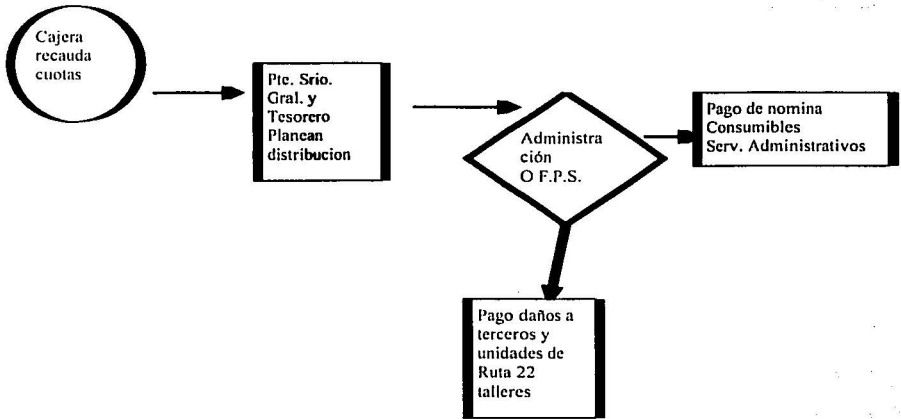 Cajera
recauda
cuotas
Pte. Srio.
Gral. y
Tesorero
Planean
distribucion
Administra
ción
O F.P.S.
Pago de nomina
Consumibles
Serv. Administrativos
Pago daños a
terceros y
unidades de
Ruta 22
talleres